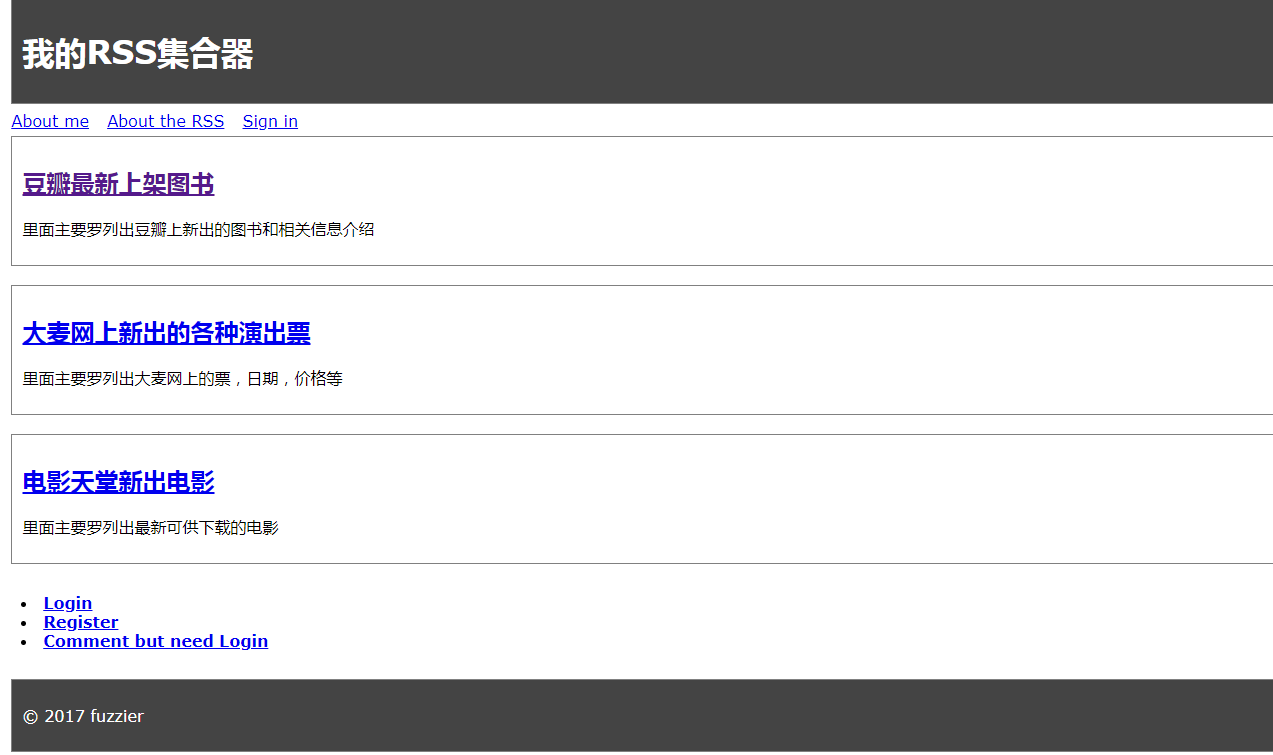 我的RSS集合器
About me About the RSS Sign in
豆瓣最新上架图书
里面主要罗列出豆瓣上新出的图书和相关信息介绍
大麦网上新出的各种演出票
里面主要罗列出大麦网上的票，日期，价格等
电影天堂新出电影
里面主要罗列出最新可供下载的电影
Login
Register
Comment but need Login
© 2017 fuzzier